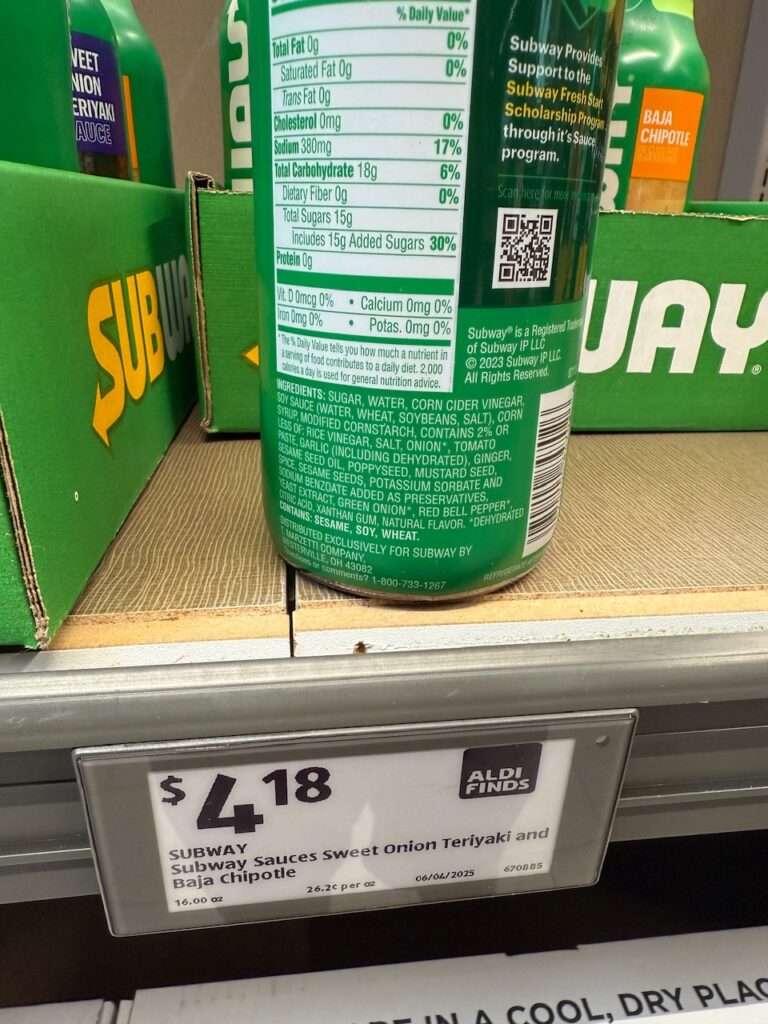 % Daily Value*
Total Fat 0g 0%
Saturated Fat 0g 0%
Trans Fat 0g
Cholesterol 0mg 0%
Sodium 380mg 17%
Total Carbohydrate 18g 6%
Dietary Fiber 0g 0%
Total Sugars 15g
Includes 15g Added Sugars 30%
Protein 0g
Vit. D 0mcg 0% • Calcium 0mg 0%
Iron 0mg 0% • Potas. 0mg 0%
*The % Daily Value tells you how much a nutrient in
a serving of food contributes to a daily diet. 2,000
calories a day is used for general nutrition advice.
INGREDIENTS: SUGAR, WATER, CORN CIDER VINEGAR,
SOY SAUCE (WATER, WHEAT, SOYBEANS, SALT), CORN
SYRUP, MODIFIED CORNSTARCH, CONTAINS 2% OR
LESS OF: RICE VINEGAR, SALT, ONION*, TOMATO
PASTE, GARLIC (INCLUDING DEHYDRATED), GINGER,
SESAME SEED OIL, POPPYSEED, MUSTARD SEED,
SPICE, SESAME SEEDS, POTASSIUM SORBATE AND
SODIUM BENZOATE ADDED AS PRESERVATIVES,
YEAST EXTRACT, GREEN ONION*, RED BELL PEPPER*,
CITRIC ACID, XANTHAN GUM, NATURAL FLAVOR. *DEHYDRATED
CONTAINS: SESAME, SOY, WHEAT.
DISTRIBUTED EXCLUSIVELY FOR SUBWAY BY
T. MARZETTI COMPANY,
WESTERVILLE, OH 43082
or comments? 1-800-733-1267
Subway Provides
Support to the
Subway Fresh Start
Scholarship Program
through it's Sauce
program.
Scan here for more
Subway® is a Registered
of Subway IP LLC
© 2023 Subway IP LLC.
All Rights Reserved.
REFRIGERATE
ONION
SUBWA
UAY®
BAJA
CHIPOTLE
SAUCE
$4.18
ALDI
FINDS
SUBWAY
Subway Sauces Sweet Onion Teriyaki and
Baja Chipotle
16.00 oz 26.2¢ per oz 06/04/2025 670885
IN A COOL, DRY PLAC